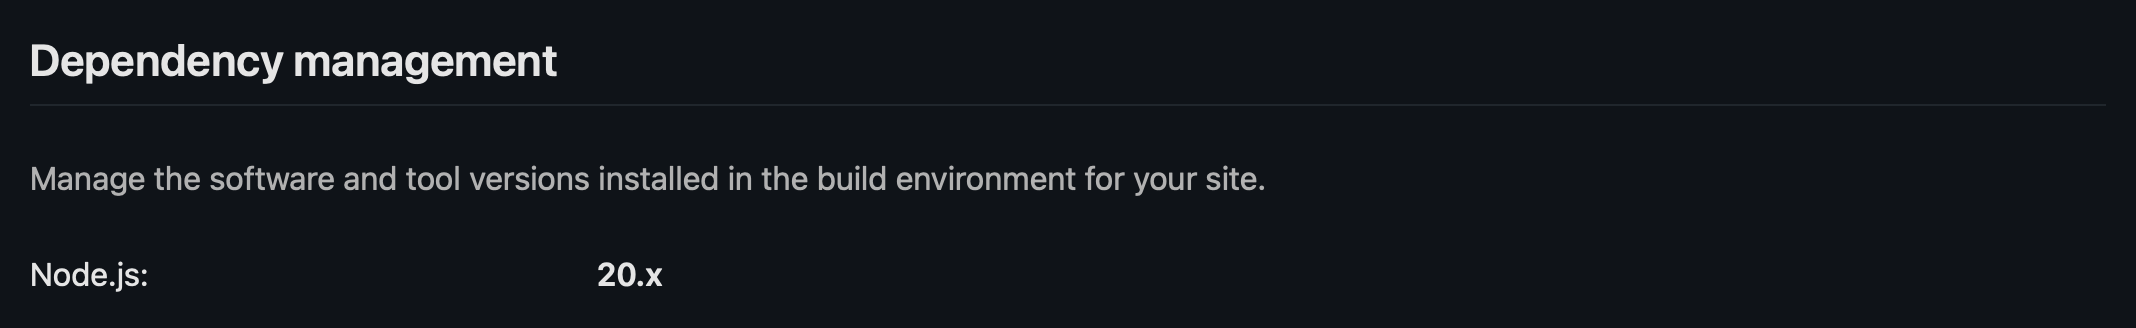 Dependency management
Manage the software and tool versions installed in the build environment for your site.
Node.js: 20.x